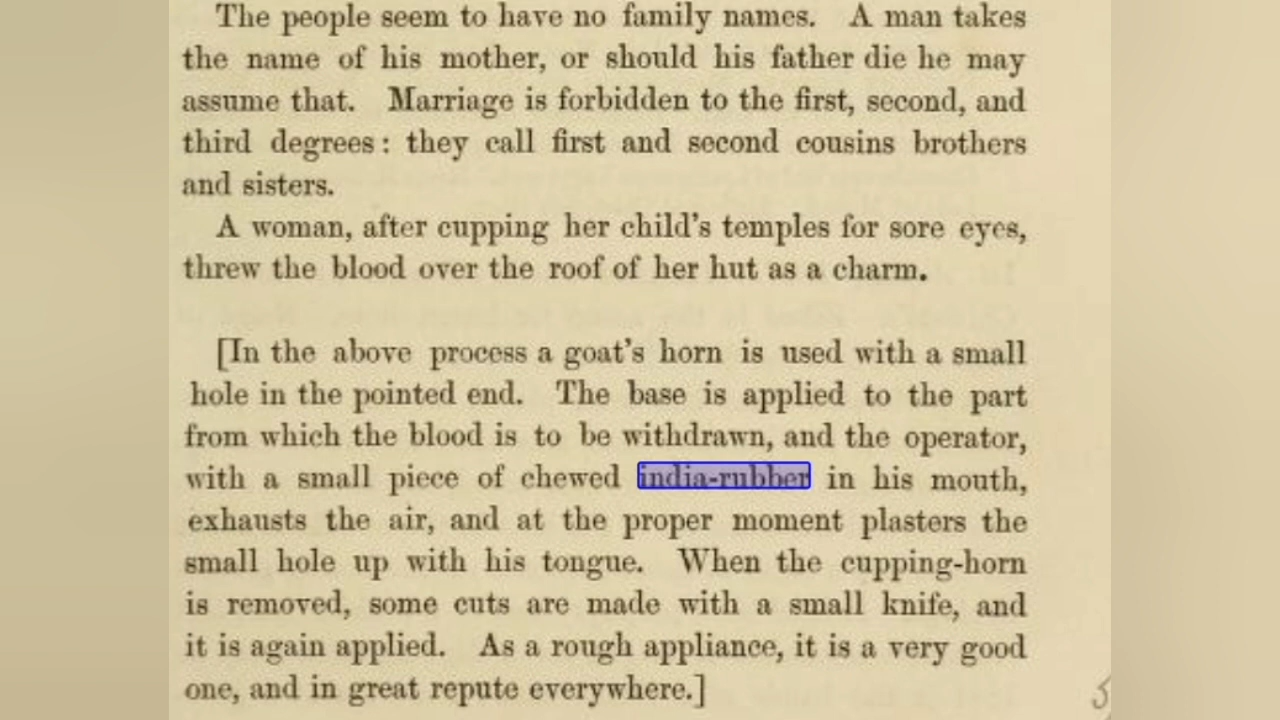 The people seem to have no family names. A man takes
the name of his mother, or should his father die he may
assume that. Marriage is forbidden to the first, second, and
third degrees: they call first and second cousins brothers
and sisters.
A woman, after cupping her child's temples for sore eyes,
threw the blood over the roof of her hut as a charm.
[In the above process a goat's horn is used with a small
hole in the pointed end. The base is applied to the part
from which the blood is to be withdrawn, and the operator,
with a small piece of chewed india-rubber in his mouth,
exhausts the air, and at the proper moment plasters the
small hole up with his tongue. When the cupping-horn
is removed, some cuts are made with a small knife, and
it is again applied. As a rough appliance, it is a very good
one, and in great repute everywhere.]